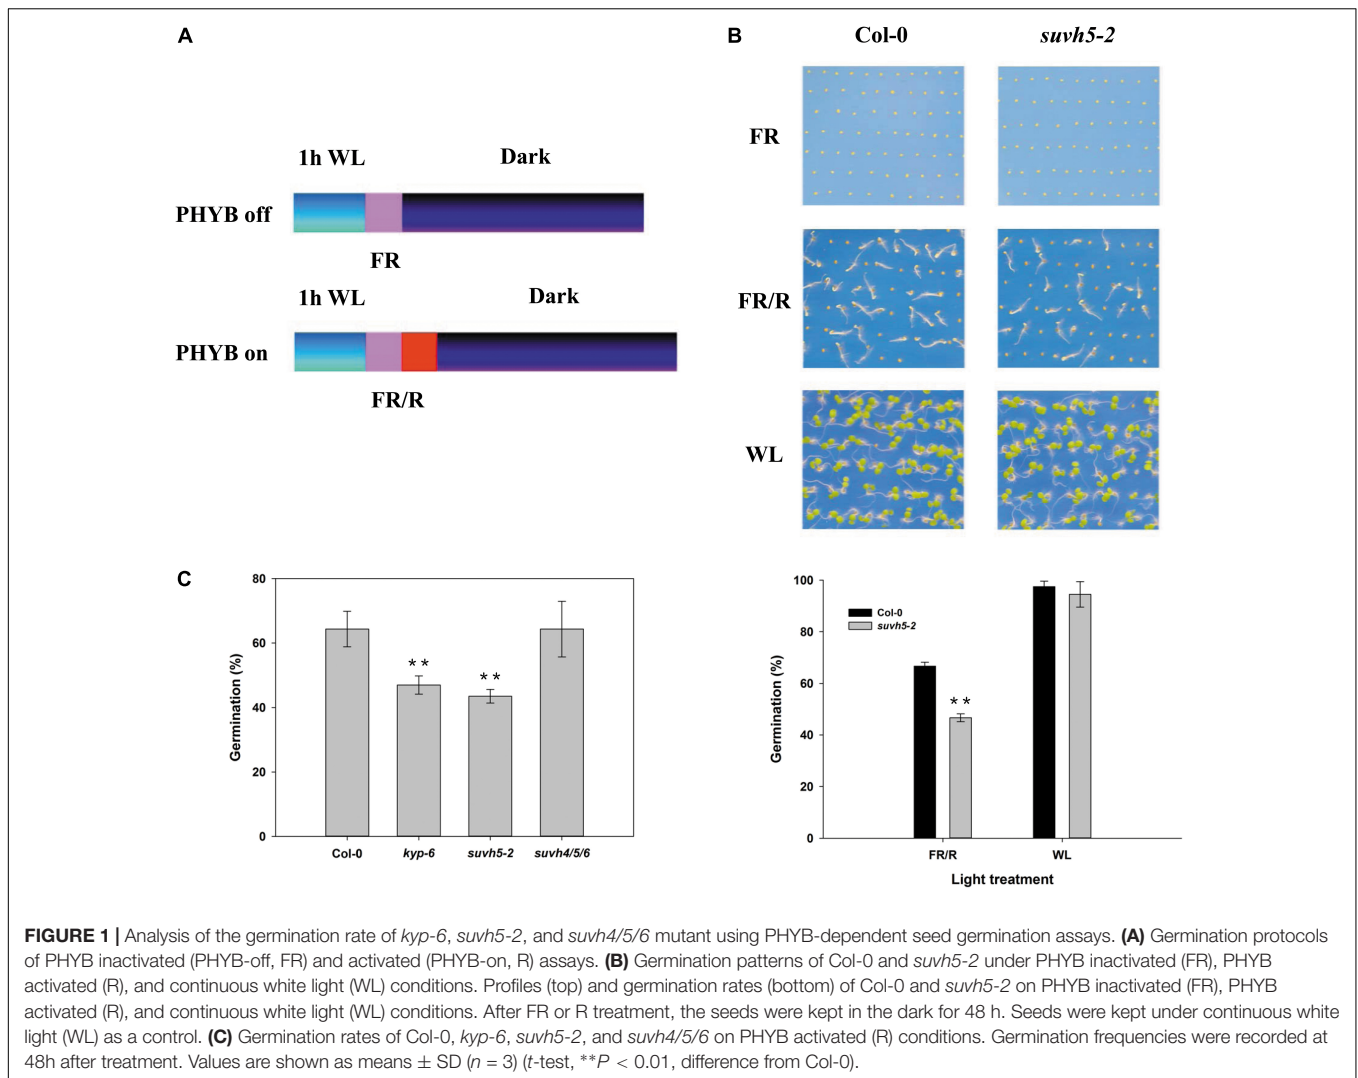 A
1h WL
Dark
PHYB off
FR
1h WL
Dark
PHYB on
FR/R
B
Col-0
suvh5-2
FR
FR/R
WL
C
80
60
40
20
0
Germination (%)
**
**
Col-0
kyp-6
suvh5-2
suvh4/5/6
100
80
60
40
20
0
Germination (%)
Col-0
suvh5-2
**
FR/R
WL
Light treatment
FIGURE 1 | Analysis of the germination rate of kyp-6, suvh5-2, and suvh4/5/6 mutant using PHYB-dependent seed germination assays. (A) Germination protocols
of PHYB inactivated (PHYB-off, FR) and activated (PHYB-on, R) assays. (B) Germination patterns of Col-0 and suvh5-2 under PHYB inactivated (FR), PHYB
activated (R), and continuous white light (WL) conditions. Profiles (top) and germination rates (bottom) of Col-0 and suvh5-2 on PHYB inactivated (FR), PHYB
activated (R), and continuous white light (WL) conditions. After FR or R treatment, the seeds were kept in the dark for 48 h. Seeds were kept under continuous white
light (WL) as a control. (C) Germination rates of Col-0, kyp-6, suvh5-2, and suvh4/5/6 on PHYB activated (R) conditions. Germination frequencies were recorded at
48h after treatment. Values are shown as means ± SD (n = 3) (t-test, **P < 0.01, difference from Col-0).